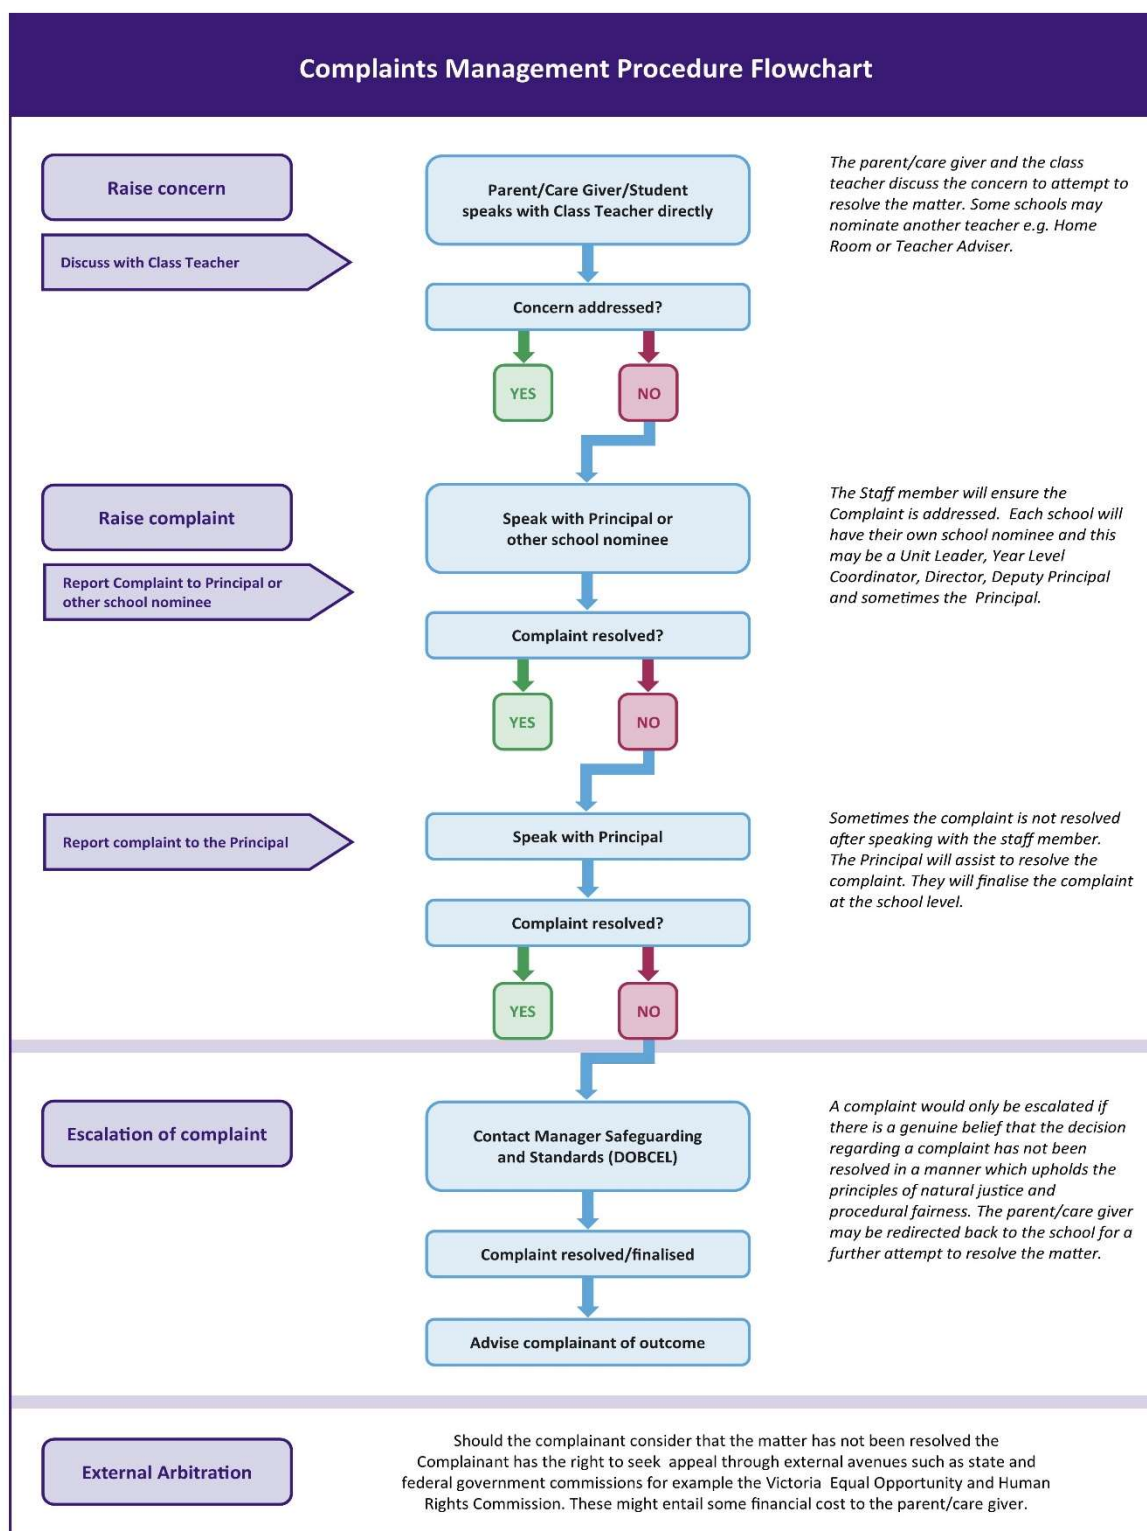 Complaints Management Procedure Flowchart
Raise concern
Discuss with Class Teacher
Parent/Care Giver/Student
speaks with Class Teacher directly
The parent/care giver and the class
teacher discuss the concern to attempt to
resolve the matter. Some schools may
nominate another teacher e.g. Home
Room or Teacher Adviser.
Concern addressed?
YES
NO
Raise complaint
Report Complaint to Principal or
other school nominee
Speak with Principal or
other school nominee
The Staff member will ensure the
Complaint is addressed.  Each school will
have their own school nominee and this
may be a Unit Leader, Year Level
Coordinator, Director, Deputy Principal
and sometimes the  Principal.
Complaint resolved?
YES
NO
Report complaint to the Principal
Speak with Principal
Sometimes the complaint is not resolved
after speaking with the staff member.
The Principal will assist to resolve the
complaint. They will finalise the complaint
at the school level.
Complaint resolved?
YES
NO
Escalation of complaint
Contact Manager Safeguarding
and Standards (DOBCEL)
A complaint would only be escalated if
there is a genuine belief that the decision
regarding a complaint has not been
resolved in a manner which upholds the
principles of natural justice and
procedural fairness. The parent/care giver
may be redirected back to the school for a
further attempt to resolve the matter.
Complaint resolved/finalised
Advise complainant of outcome
External Arbitration
Should the complainant consider that the matter has not been resolved the
Complainant has the right to seek  appeal through external avenues such as state and
federal government commissions for example the Victoria  Equal Opportunity and Human
Rights Commission. These might entail some financial cost to the parent/care giver.